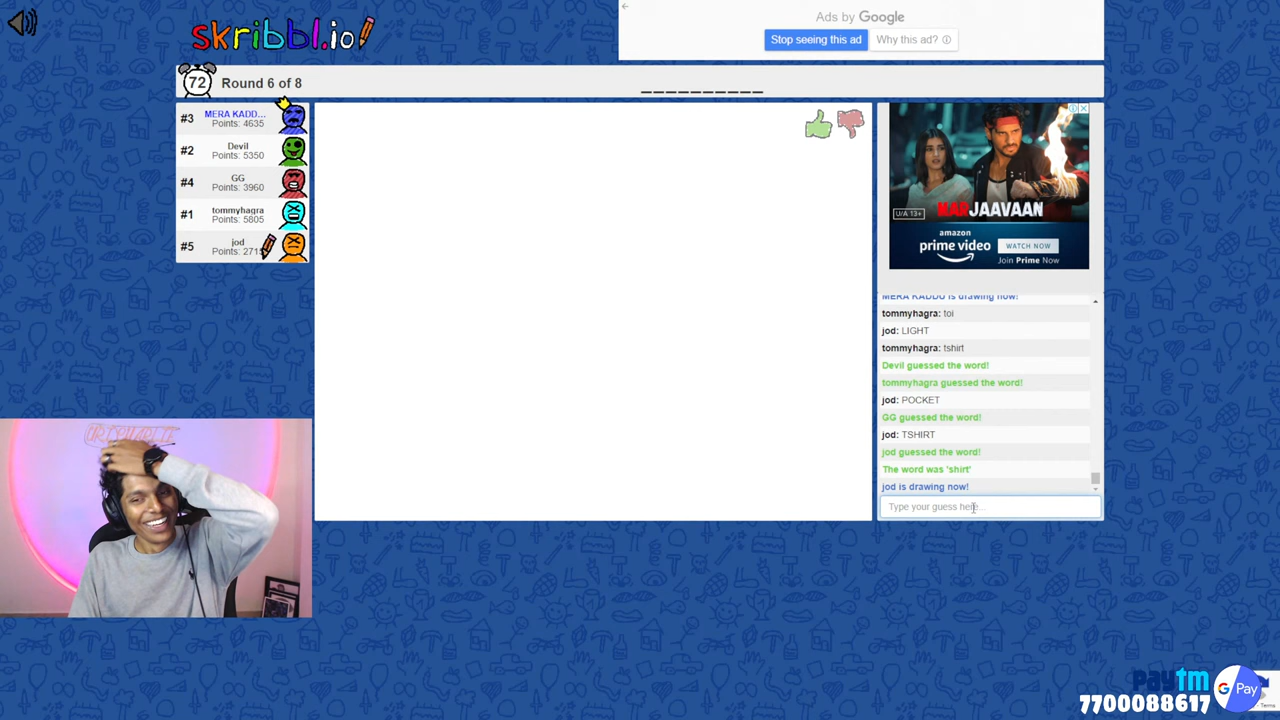 skribbl.io
Ads by Google
Stop seeing this ad
Why this ad?
72
Round 6 of 8
__________
#3 MERA KADD...
Points: 4635
#2 Devil
Points: 5350
#4 GG
Points: 3960
#1 tommyhagra
Points: 5805
#5 jod
U/A 13+
MARJAAVAAN
amazon
prime video
WATCH NOW
Join Prime Now
MERA KADDU is drawing now!
tommyhagra: toi
jod: LIGHT
tommyhagra: tshirt
Devil guessed the word!
tommyhagra guessed the word!
jod: POCKET
GG guessed the word!
jod: TSHIRT
jod guessed the word!
The word was 'shirt'
jod is drawing now!
Type your guess here...
paytm
7700088617
G Pay
- Terms